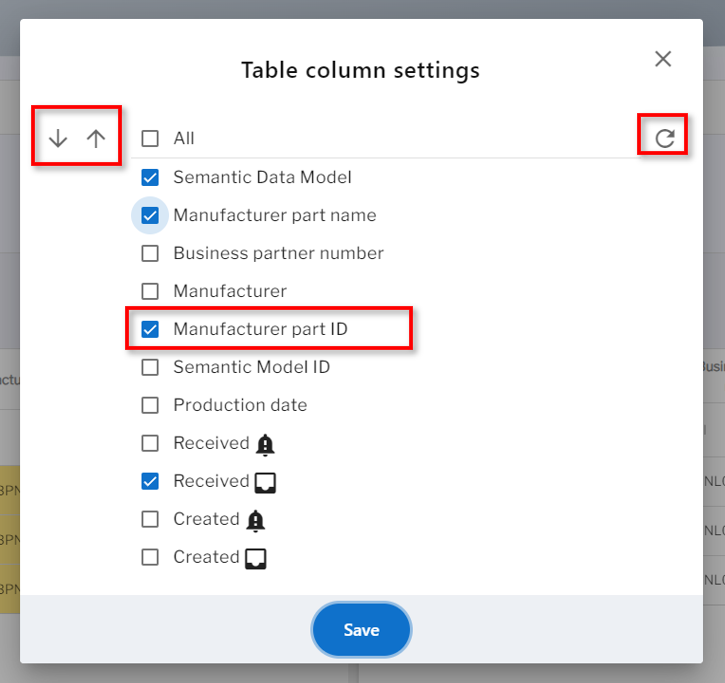 Table column settings
All
Semantic Data Model
Manufacturer part name
Business partner number
Manufacturer
Manufacturer part ID
Semantic Model ID
Production date
Received
Received
Created
Created
Save